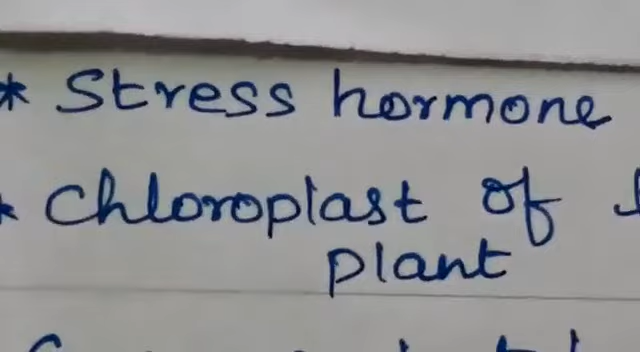 * Stress hormone
* Chloroplast of
plant